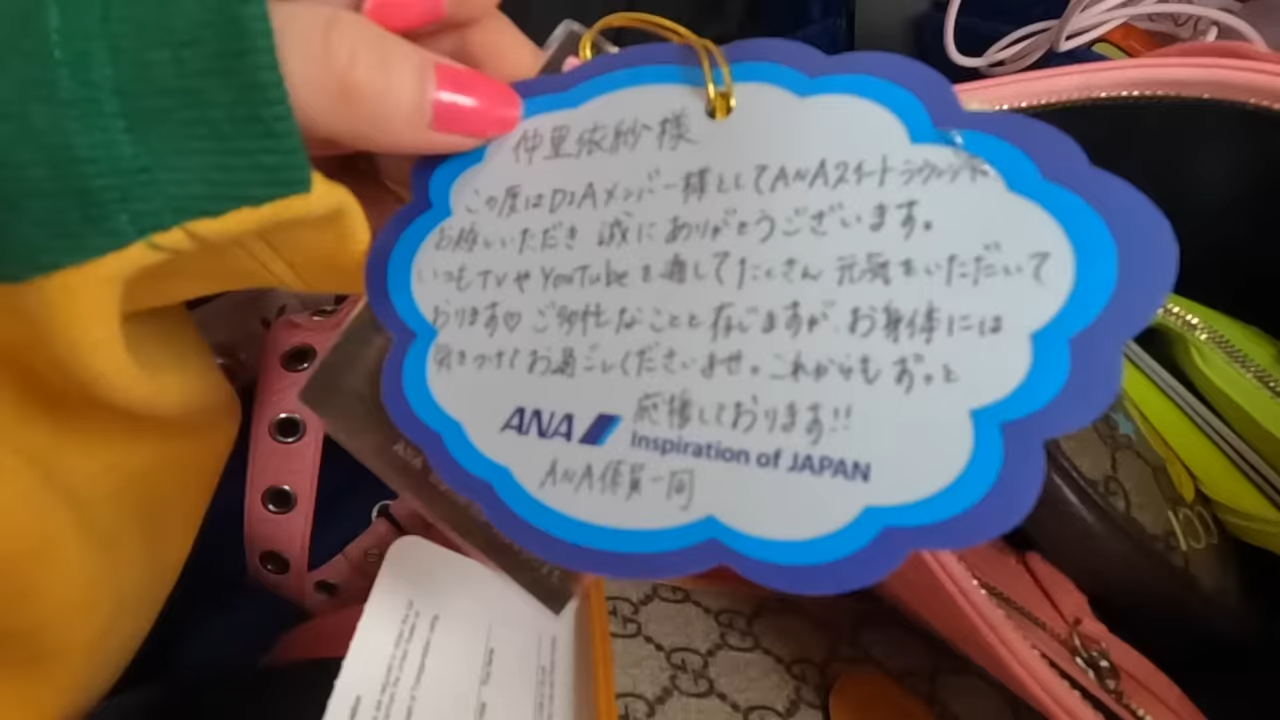 仲里依紗様
この度はDIAメンバー様としてANAスイートラウンジを
お越しいただき 誠にありがとうございます。
いつもTVやYouTubeを通してたくさん 元気をいただいて
おります♡ご多忙なことと存じますが、お身体には
気をつけてお過ごしくださいませ。これからも ずっと
応援しております!!
ANA Inspiration of JAPAN
ANA係員一同